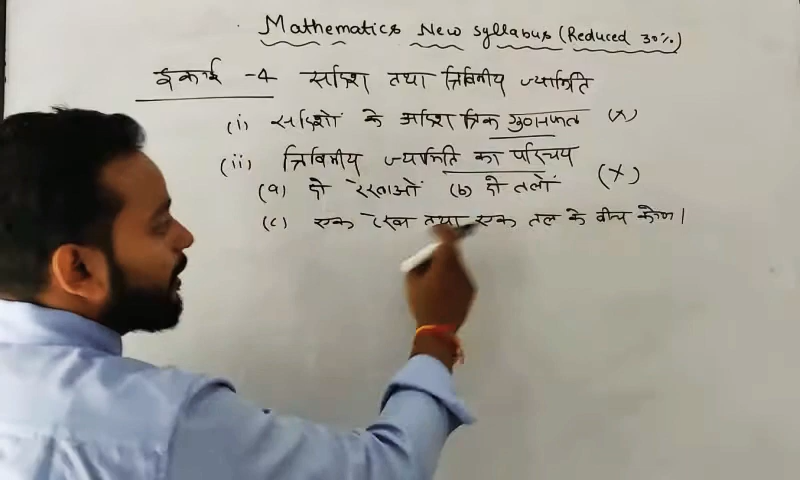 Mathematics New Syllabus (Reduced 30%)
इकाई -4 सदिश तथा त्रिविमीय ज्यामिति
(i) सदिशों के अदिश त्रिक गुणनफल (X)
(ii) त्रिविमीय ज्यामिति का परिचय (X)
(a) दो रेखाओं (b) दो तलों
(c) एक रेखा तथा एक तल के बीच कोण।